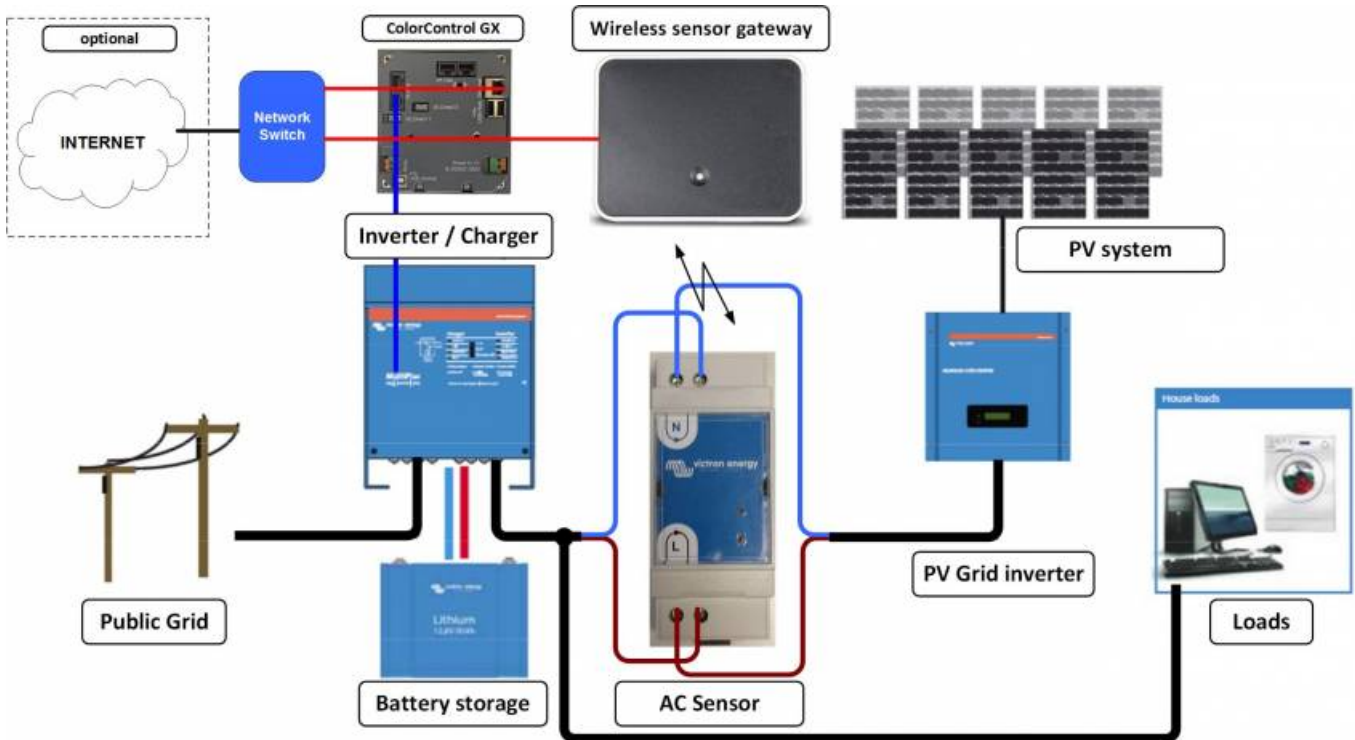 optional
ColorControl GX
Wireless sensor gateway
INTERNET
Network
Switch
Inverter / Charger
PV system
House loads
N
victron energy
L
PV Grid inverter
Public Grid
Lithium
Loads
Battery storage
AC Sensor